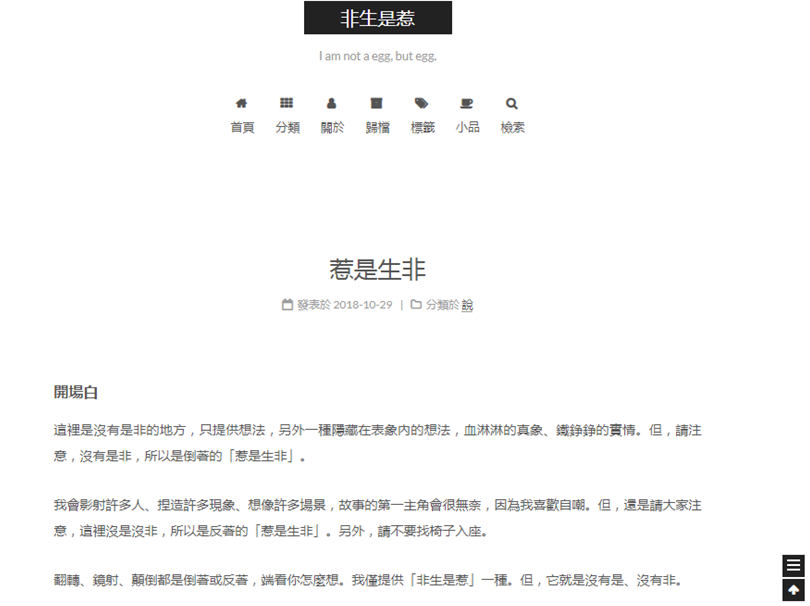 非生是惹
I am not a egg, but egg.
首頁 分類 關於 歸檔 標籤 小品 檢索
惹是生非
發表於 2018-10-29 | 分類於 說
開場白
這裡是沒有是非的地方，只提供想法，另外一種隱藏在表象內的想法，血淋淋的真象、鐵錚錚的實情。但，請注
意，沒有是非，所以是倒著的「惹是生非」。
我會影射許多人、捏造許多現象、想像許多場景，故事的第一主角會很無奈，因為我喜歡自嘲。但，還是請大家注
意，這裡沒是沒非，所以是反著的「惹是生非」。另外，請不要找椅子入座。
翻轉、鏡射、顛倒都是倒著或反著，端看你怎麼想。我僅提供「非生是惹」一種。但，它就是沒有是、沒有非。